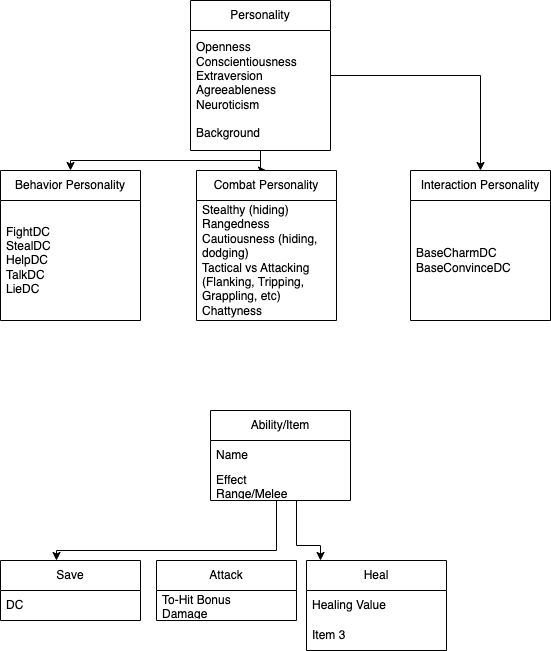 Personality
Openness
Conscientiousness
Extraversion
Agreeableness
Neuroticism
Background
Behavior Personality
FightDC
StealDC
HelpDC
TalkDC
LieDC
Combat Personality
Stealthy (hiding)
Rangedness
Cautiousness (hiding,
dodging)
Tactical vs Attacking
(Flanking, Tripping,
Grappling, etc)
Chattyness
Interaction Personality
BaseCharmDC
BaseConvinceDC
Ability/Item
Name
Effect
Range/Melee
Save
DC
Attack
To-Hit Bonus
Damage
Heal
Healing Value
Item 3